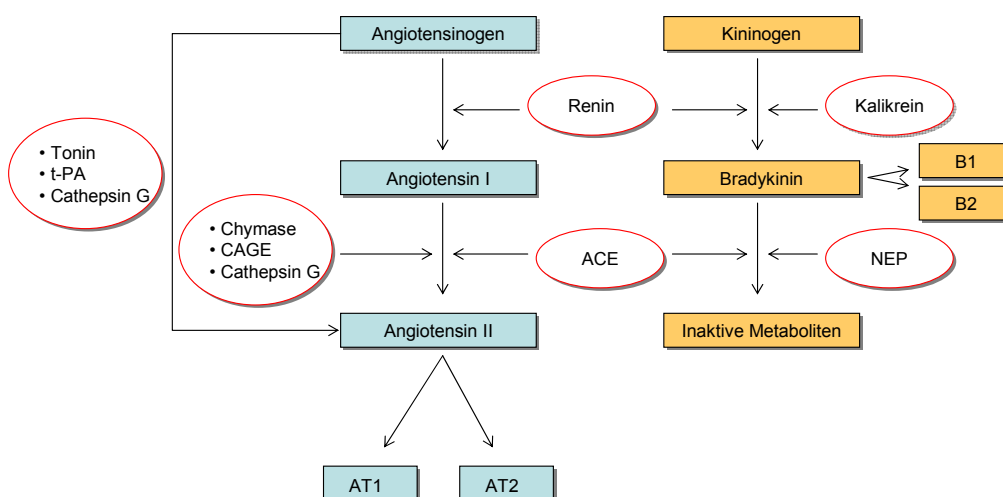 Angiotensinogen
Kininogen
Renin
Kalikrein
• Tonin
• t-PA
• Cathepsin G
Angiotensin I
Bradykinin
B1
B2
• Chymase
• CAGE
• Cathepsin G
ACE
NEP
Angiotensin II
Inaktive Metaboliten
AT1
AT2